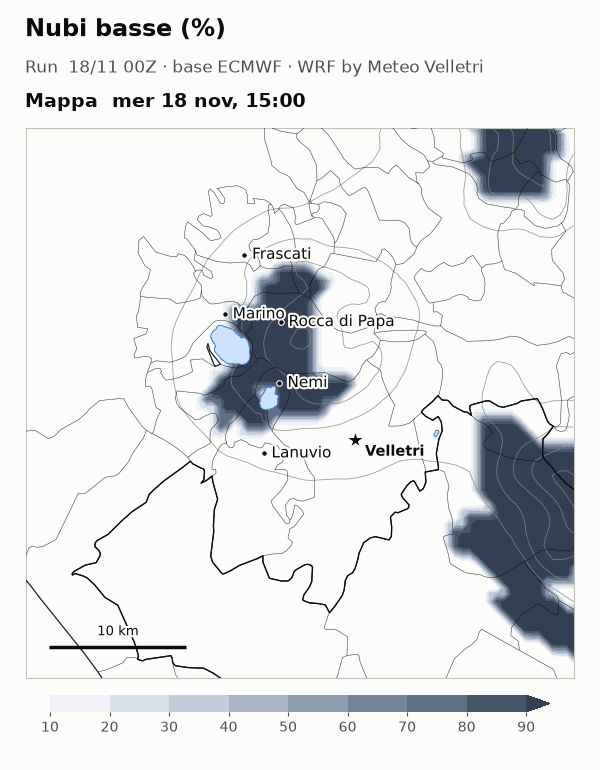 Nubi basse (%)
Run  18/11 00Z · base ECMWF · WRF by Meteo Velletri
Mappa  mer 18 nov, 15:00
Frascati
Marino
Rocca di Papa
Nemi
Velletri
Lanuvio
10 km
10 20 30 40 50 60 70 80 90